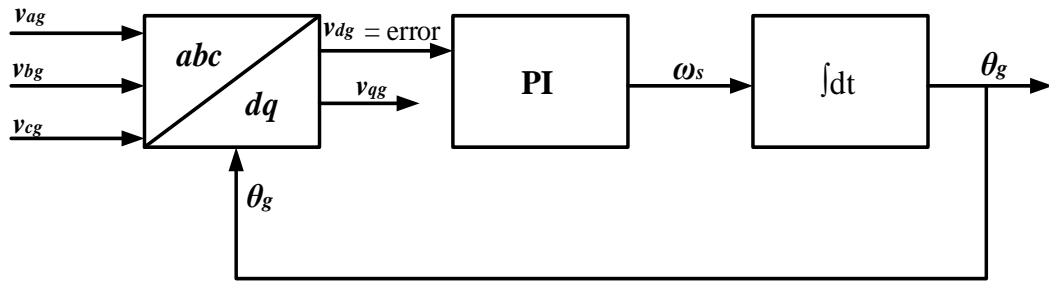 vag
vbg
vcg
abc
dq
vdg = error
vqg
PI
ωs
∫dt
θg
θg